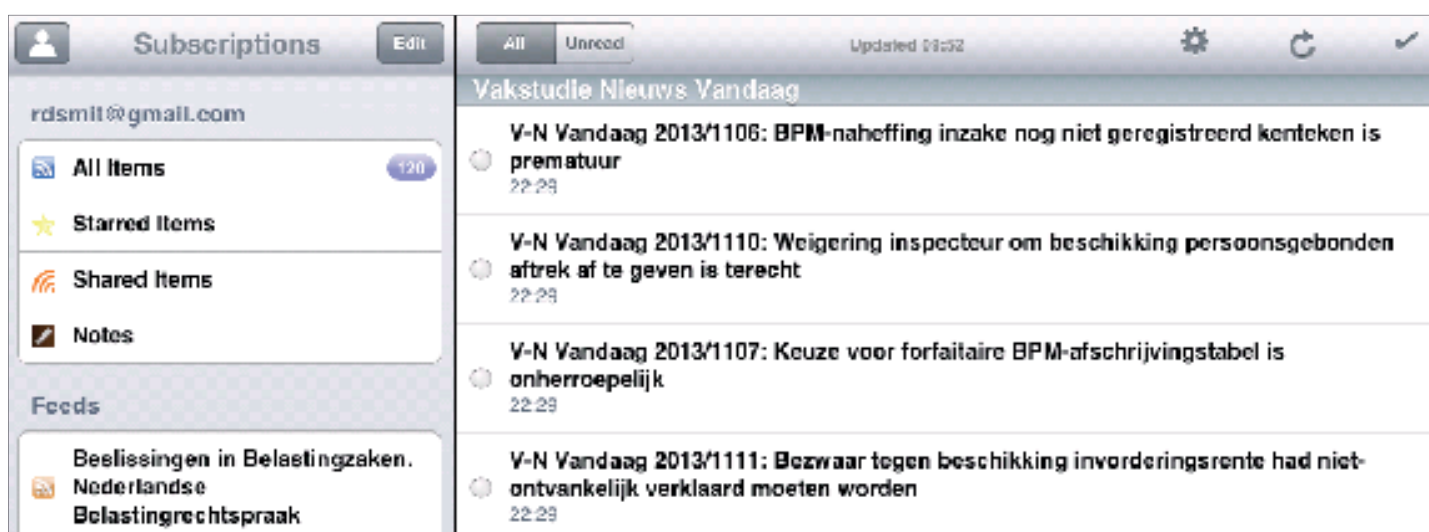 Subscriptions
Edit
rdsmit@gmail.com
All Items
120
Starred Items
Shared Items
Notes
Feeds
Beslissingen in Belastingzaken.
Nederlandse
Belastingrechtspraak
All
Unread
Updated 09:52
Vakstudie Nieuws Vandaag
V-N Vandaag 2013/1106: BPM-naheffing inzake nog niet geregistreerd kenteken is
prematuur
22:29
V-N Vandaag 2013/1110: Weigering inspecteur om beschikking persoonsgebonden
aftrek af te geven is terecht
22:29
V-N Vandaag 2013/1107: Keuze voor forfaitaire BPM-afschrijvingstabel is
onherroepelijk
22:29
V-N Vandaag 2013/1111: Bezwaar tegen beschikking invorderingsrente had niet-
ontvankelijk verklaard moeten worden
22:29